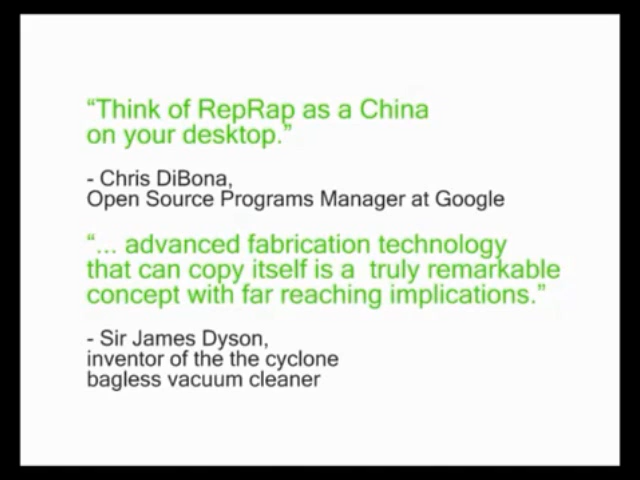 “Think of RepRap as a China
on your desktop.”
- Chris DiBona,
Open Source Programs Manager at Google
“... advanced fabrication technology
that can copy itself is a  truly remarkable
concept with far reaching implications.”
- Sir James Dyson,
inventor of the the cyclone
bagless vacuum cleaner